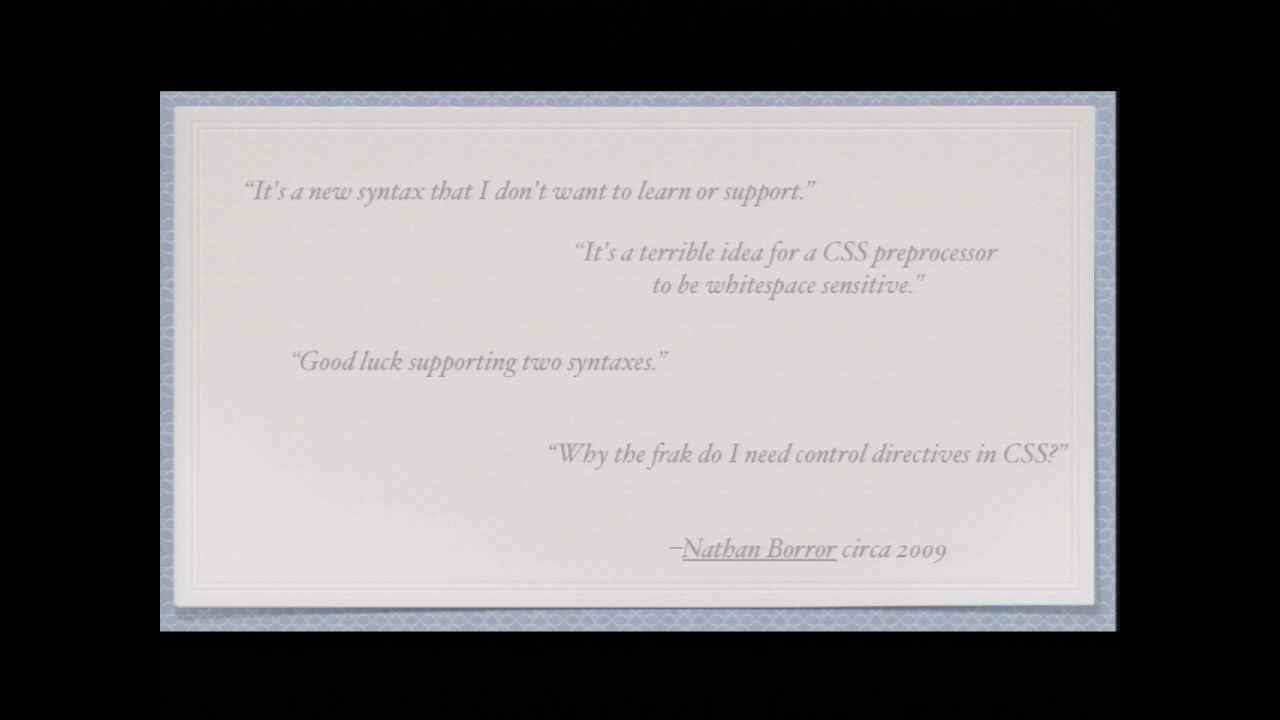 “It's a new syntax that I don't want to learn or support.”
“It's a terrible idea for a CSS preprocessor
to be whitespace sensitive.”
“Good luck supporting two syntaxes.”
“Why the frak do I need control directives in CSS?”
–Nathan Borror circa 2009